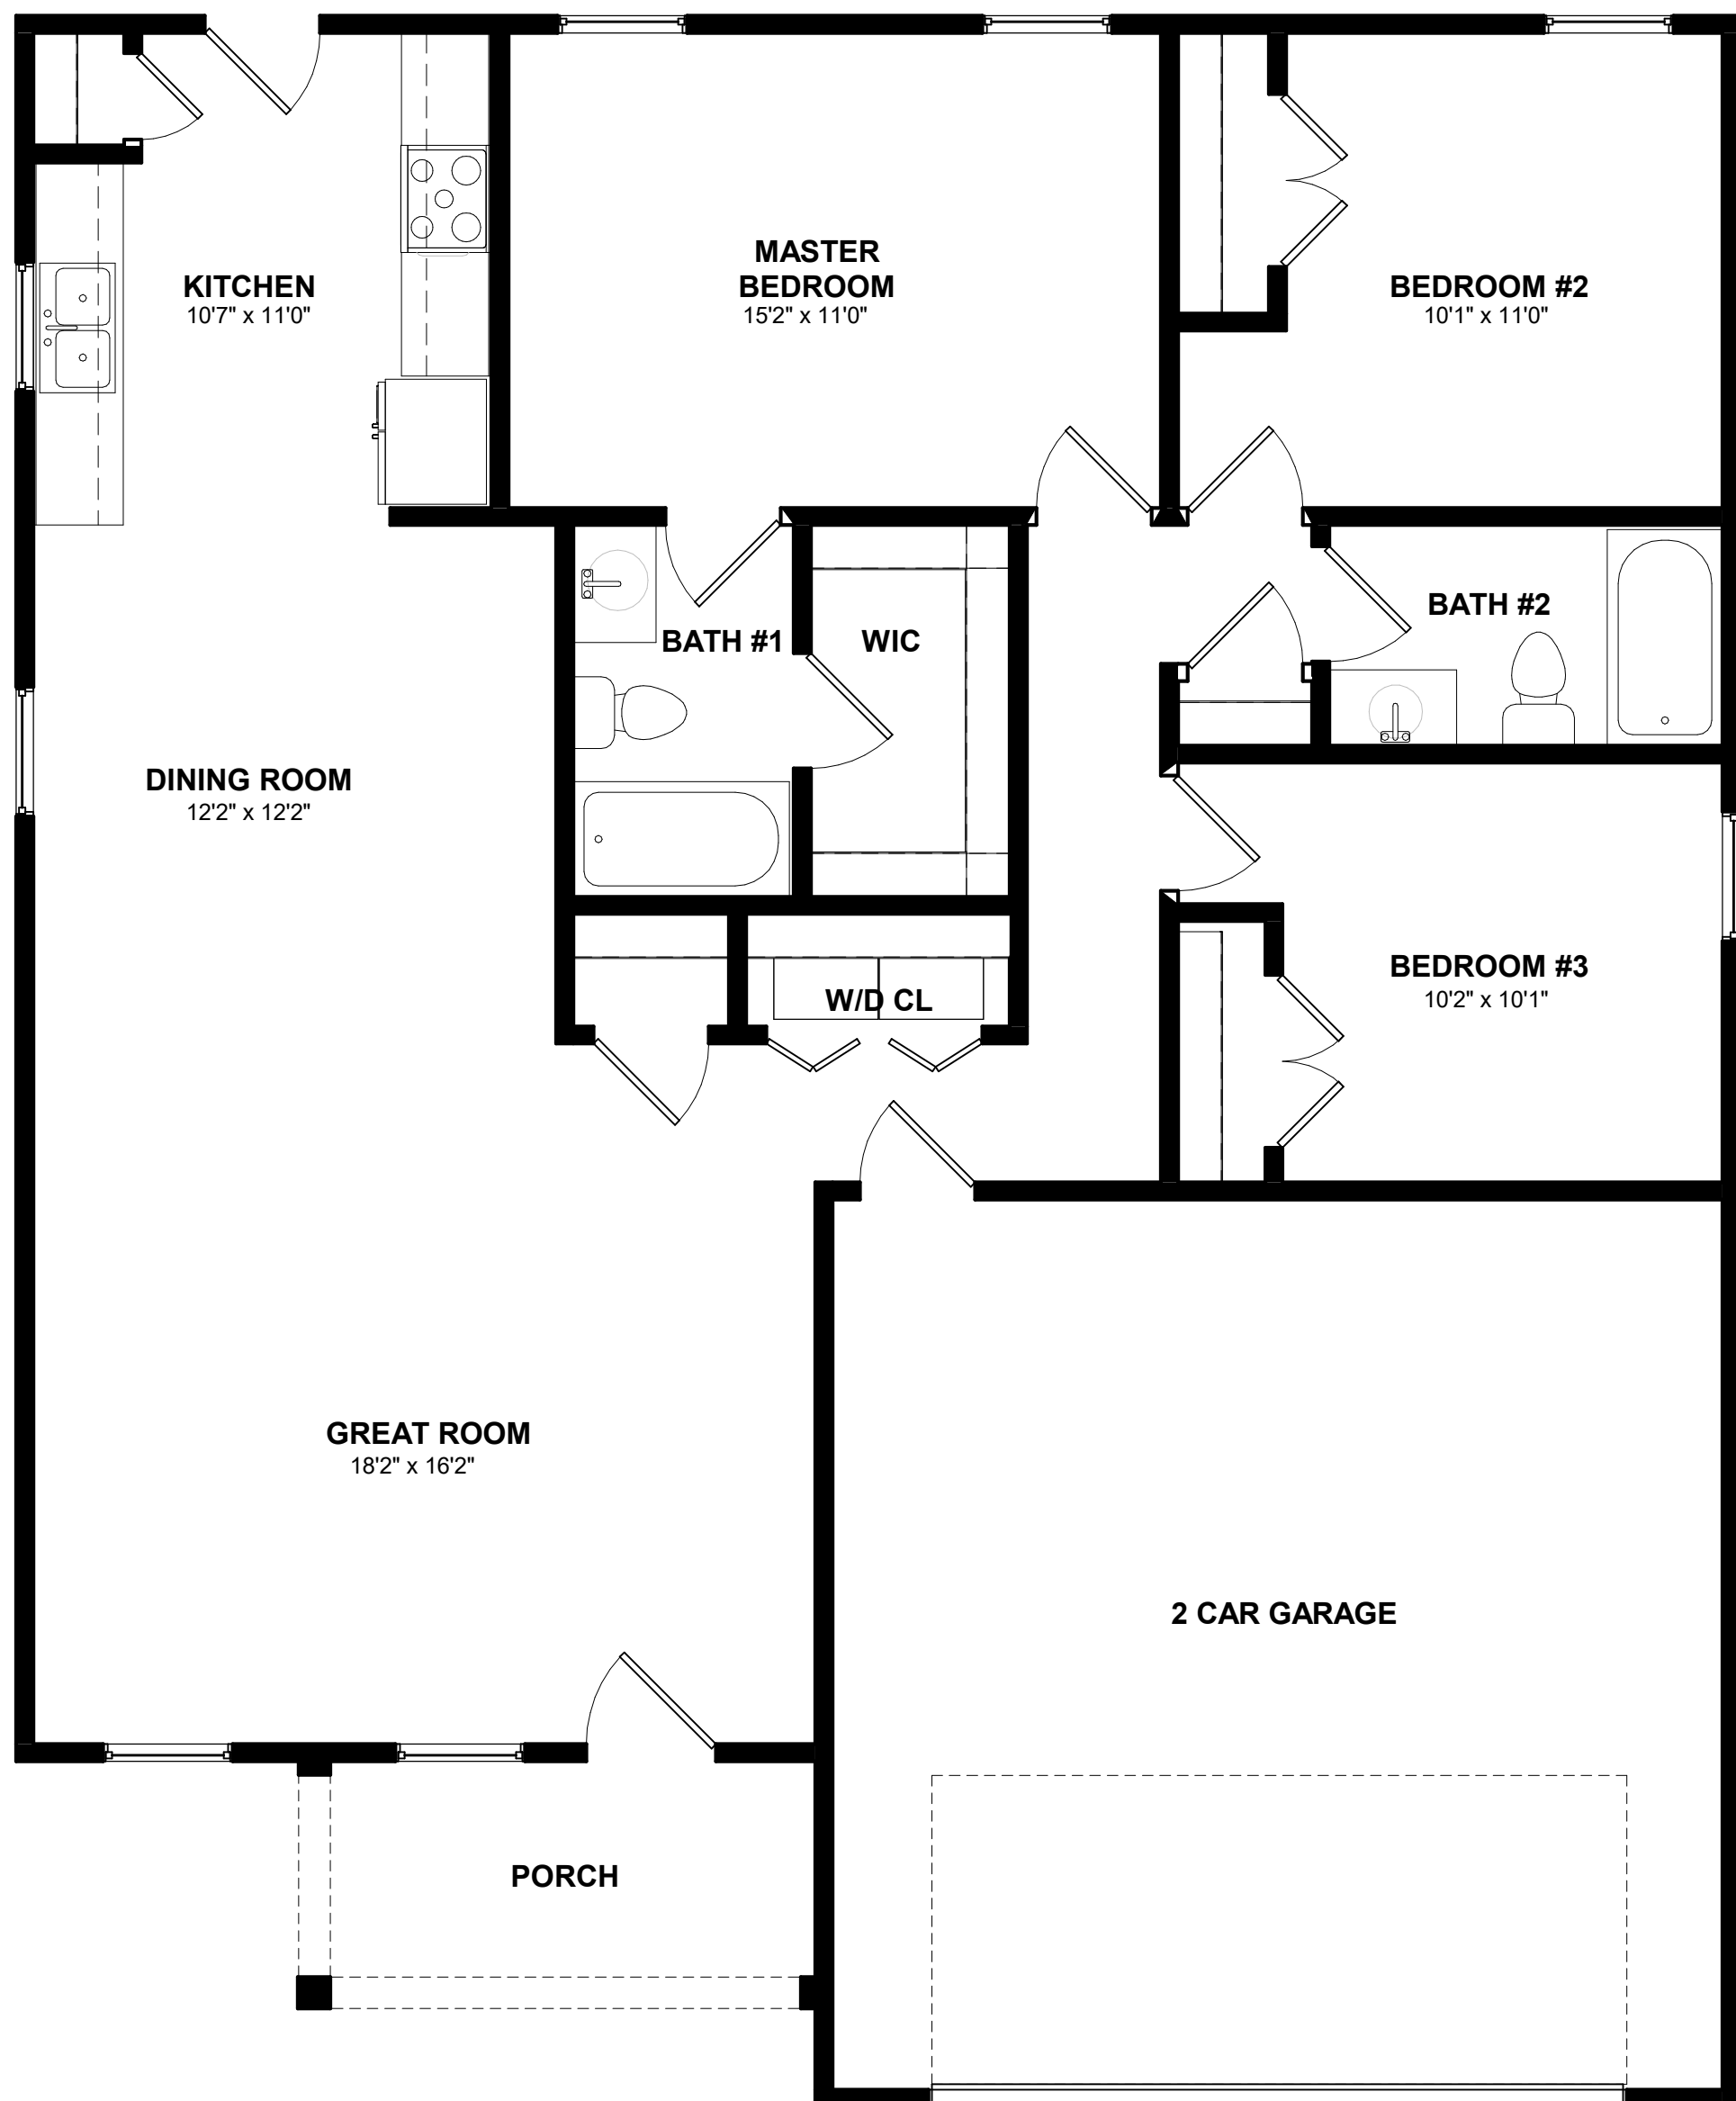 MASTER
BEDROOM
15'2" x 11'0"
KITCHEN
10'7" x 11'0"
BEDROOM #2
10'1" x 11'0"
BATH #1
WIC
BATH #2
DINING ROOM
12'2" x 12'2"
W/D CL
BEDROOM #3
10'2" x 10'1"
GREAT ROOM
18'2" x 16'2"
2 CAR GARAGE
PORCH